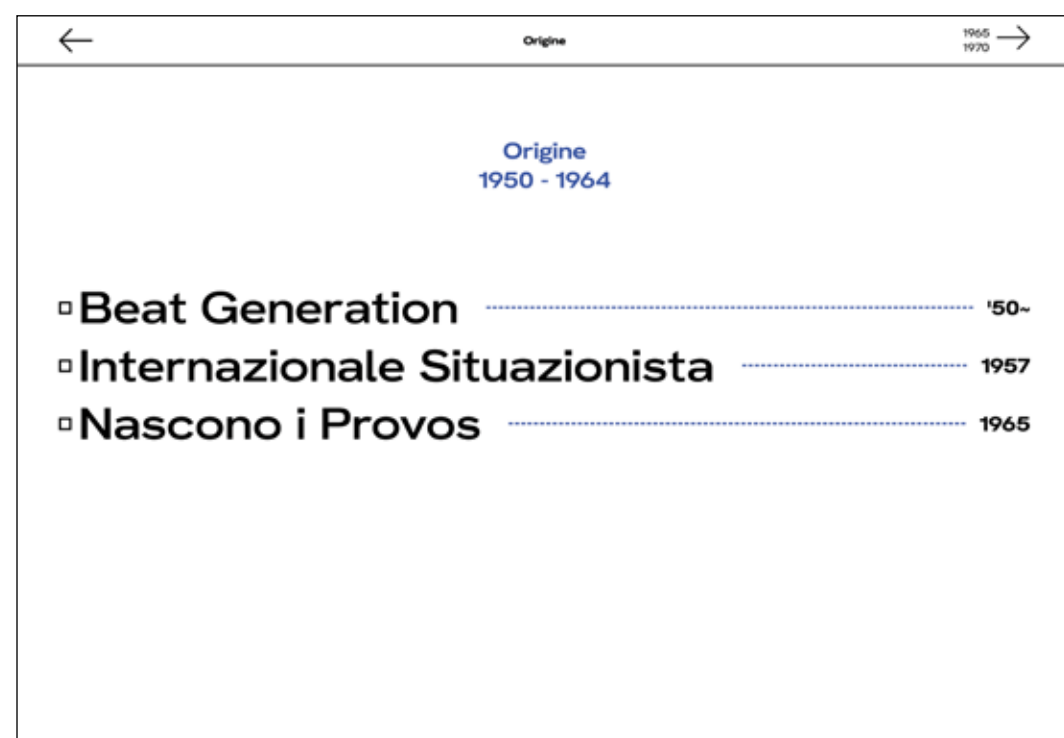 Origine
1965
1970
Origine
1950 - 1964
Beat Generation '50~
Internazionale Situazionista 1957
Nascono i Provos 1965